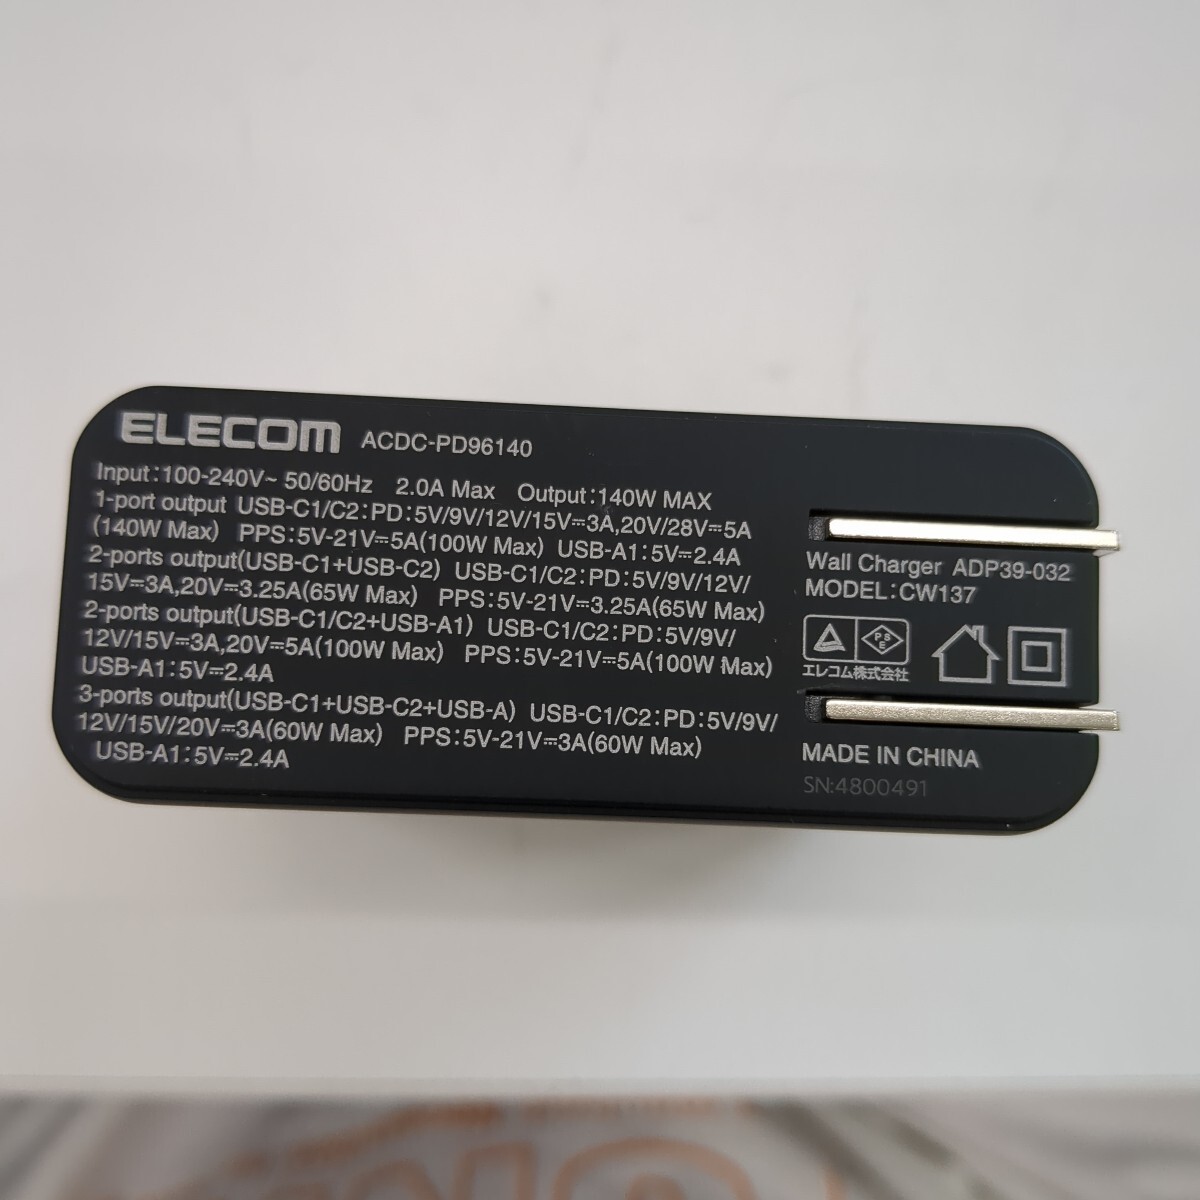 ELECOM ACDC-PD96140
Input:100-240V~ 50/60Hz 2.0A Max Output:140W MAX
1-port output USB-C1/C2:PD:5V/9V/12V/15V⎓3A,20V/28V⎓5A
(140W Max) PPS:5V-21V⎓5A(100W Max) USB-A1:5V⎓2.4A
2-ports output(USB-C1+USB-C2) USB-C1/C2:PD:5V/9V/12V/
15V⎓3A,20V⎓3.25A(65W Max) PPS:5V-21V⎓3.25A(65W Max)
2-ports output(USB-C1/C2+USB-A1) USB-C1/C2:PD:5V/9V/
12V/15V⎓3A,20V⎓5A(100W Max) PPS:5V-21V⎓5A(100W Max)
USB-A1:5V⎓2.4A
3-ports output(USB-C1+USB-C2+USB-A) USB-C1/C2:PD:5V/9V/
12V/15V/20V⎓3A(60W Max) PPS:5V-21V⎓3A(60W Max)
USB-A1:5V⎓2.4A
Wall Charger ADP39-032
MODEL:CW137
PSE
エレコム株式会社
MADE IN CHINA
SN:4800491